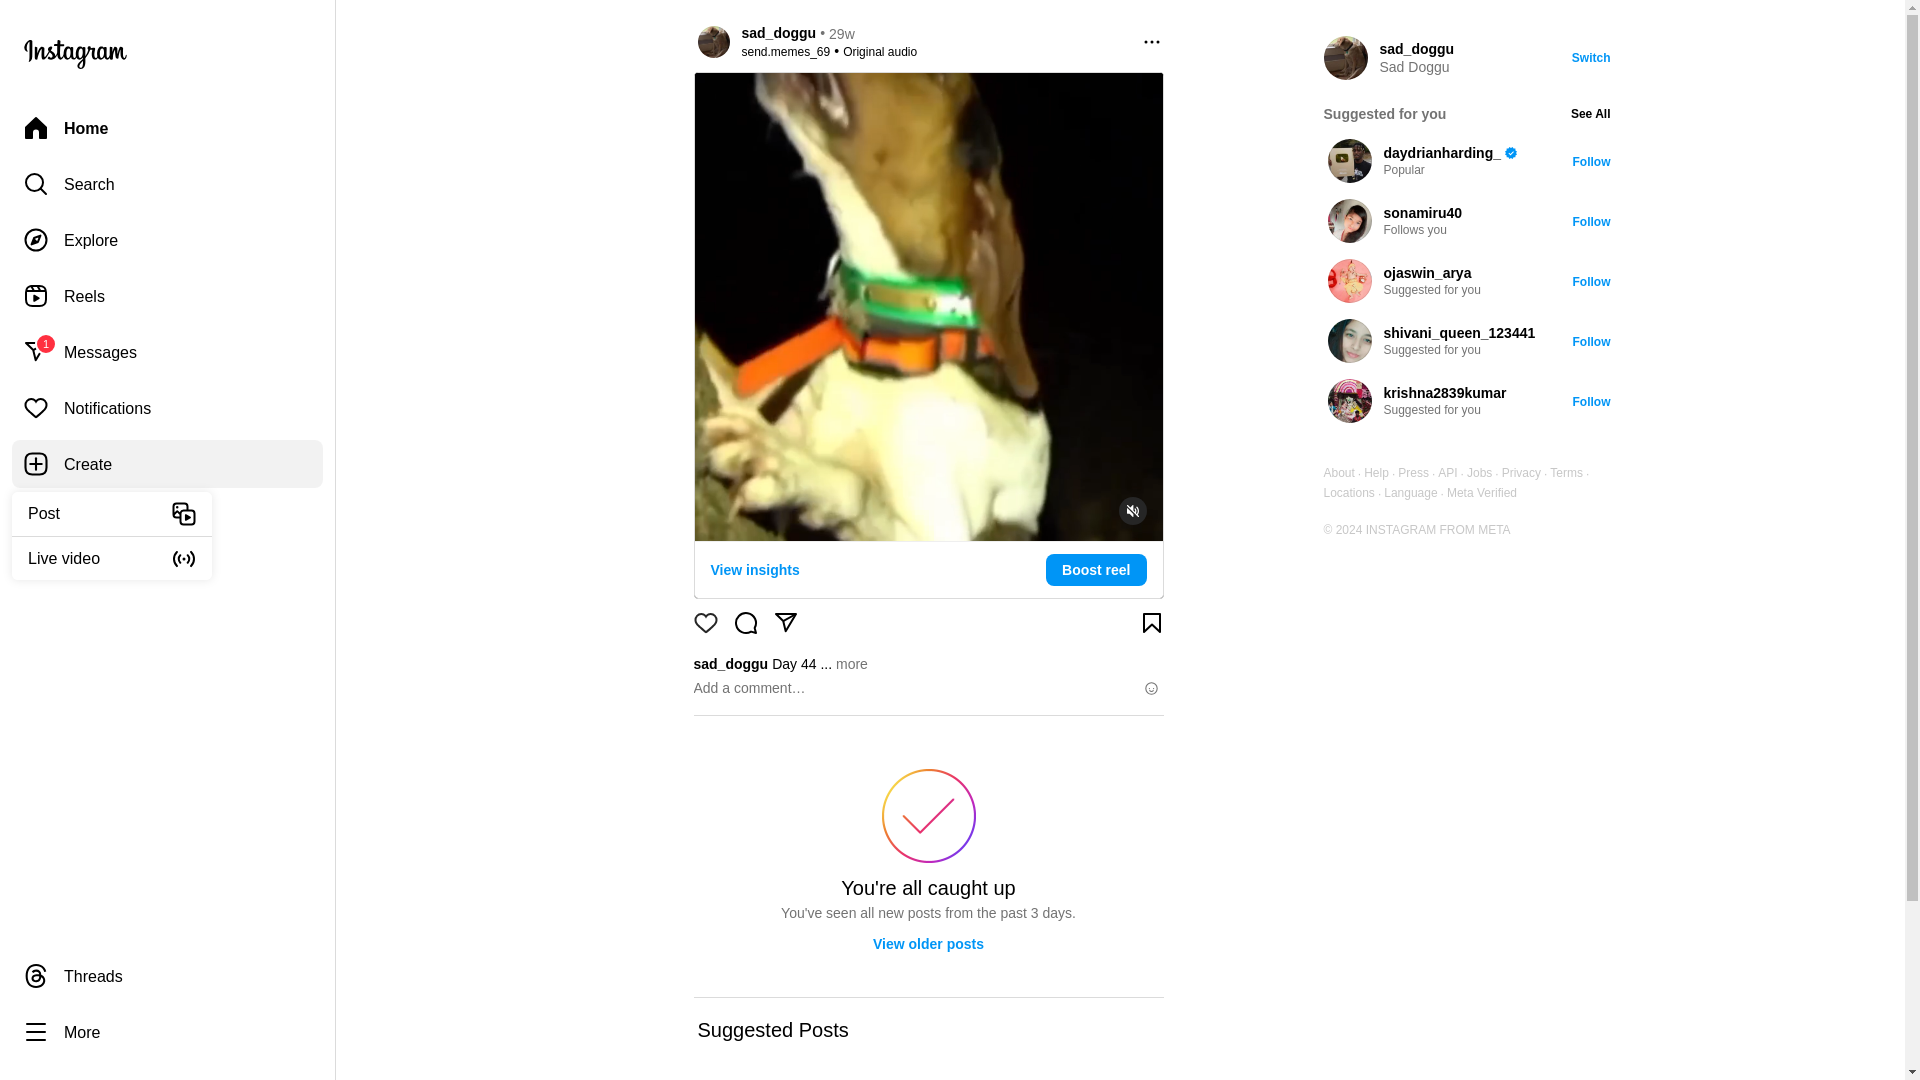 Instagram
Home
Search
Explore
Reels
1
Messages
Notifications
Create
Post
Live video
Threads
More
sad_doggu • 29w
send.memes_69 • Original audio
View insights
Boost reel
sad_doggu Day 44 ... more
Add a comment…
You're all caught up
You've seen all new posts from the past 3 days.
View older posts
Suggested Posts
sad_doggu
Sad Doggu
Switch
Suggested for you
See All
daydrianharding_
Popular
Follow
sonamiru40
Follows you
Follow
ojaswin_arya
Suggested for you
Follow
shivani_queen_123441
Suggested for you
Follow
krishna2839kumar
Suggested for you
Follow
About · Help · Press · API · Jobs · Privacy · Terms ·
Locations · Language · Meta Verified
© 2024 INSTAGRAM FROM META